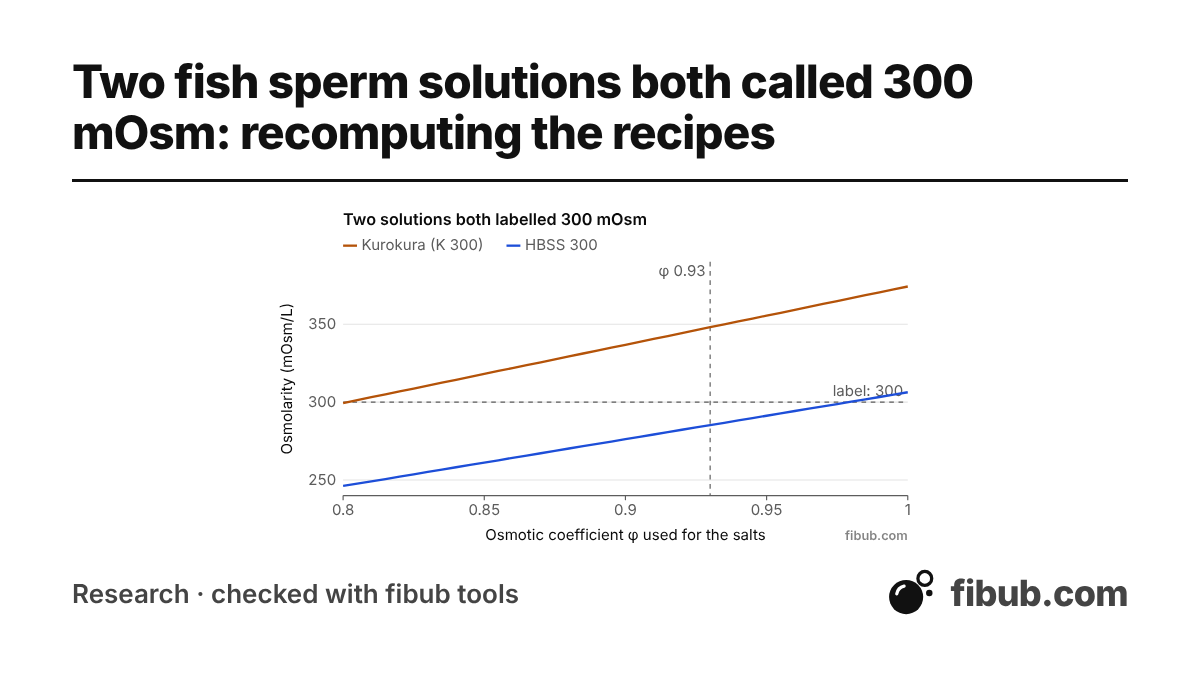 Two fish sperm solutions both called 300
mOsm: recomputing the recipes
Two solutions both labelled 300 mOsm
Kurokura (K 300) HBSS 300
φ 0.93
Osmolarity (mOsm/L)
350
label: 300
300
250
0.8 0.85 0.9 0.95 1
Osmotic coefficient φ used for the salts
fibub.com
Research · checked with fibub tools
fibub.com